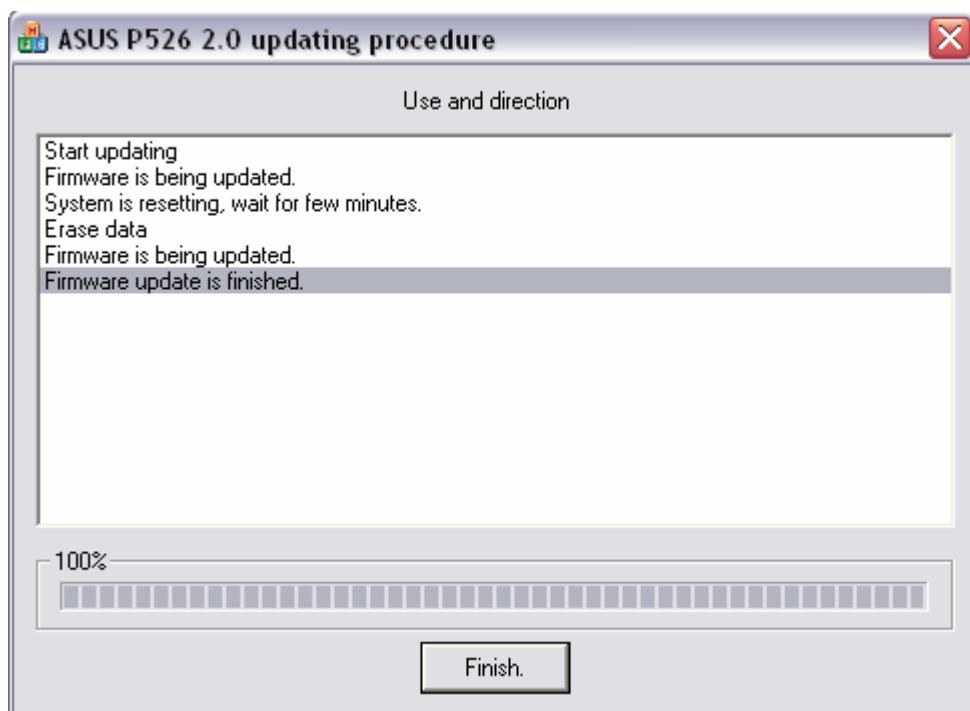 ASUS P526 2.0 updating procedure
Use and direction
Start updating
Firmware is being updated.
System is resetting, wait for few minutes.
Erase data
Firmware is being updated.
Firmware update is finished.
100%
Finish.